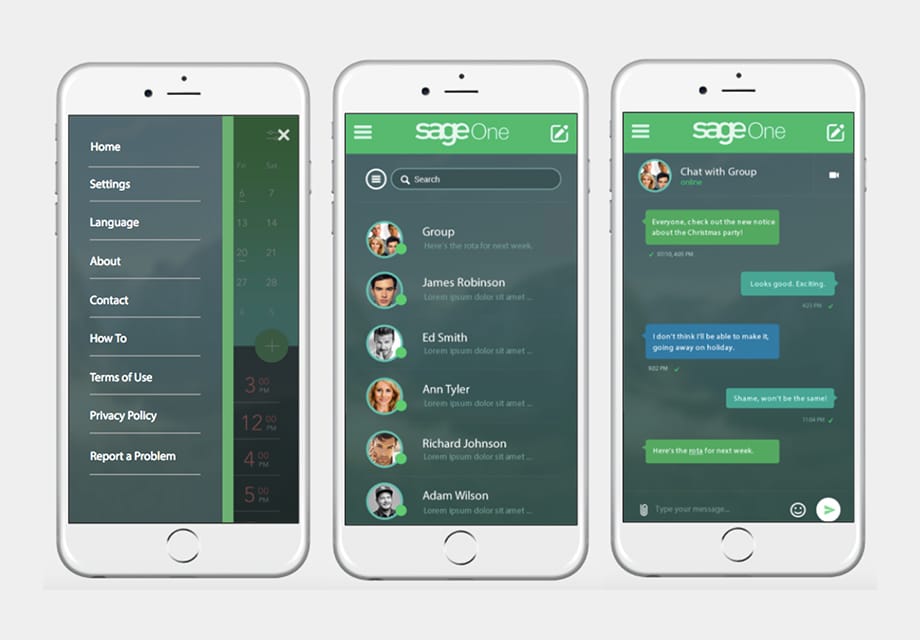 Home
Settings
Language
About
Contact
How To
Terms of Use
Privacy Policy
Report a Problem
Fri Sat
6 7
13 14
20 21
27 28
4 5
3 00 PM
12 00 PM
4 00 PM
5 00 PM
sageOne
Search
Group
Here's the rota for next week.
James Robinson
Lorem ipsum dolor sit amet ...
Ed Smith
Lorem ipsum dolor sit amet ...
Ann Tyler
Lorem ipsum dolor sit amet ...
Richard Johnson
Lorem ipsum dolor sit amet ...
Adam Wilson
Lorem ipsum dolor sit amet ...
sageOne
Chat with Group
online
Everyone, check out the new notice
about the Christmas party!
07/10, 4:01 PM
Looks good. Exciting.
4:23 PM
I don't think I'll be able to make it,
going away on holiday.
9:02 PM
Shame, won't be the same!
11:04 PM
Here's the rota for next week.
Type your message...